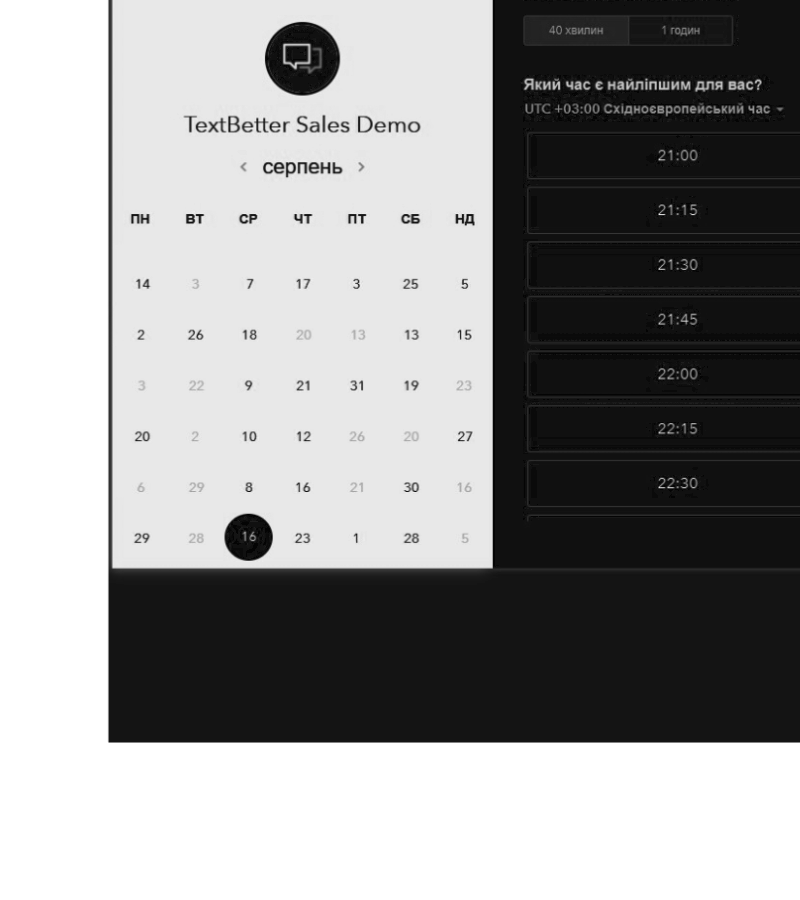 TextBetter Sales Demo
< серпень >
ПН ВТ СР ЧТ ПТ СБ НД
14 3 7 17 3 25 5
2 26 18 20 13 13 15
3 22 9 21 31 19 23
20 2 10 12 26 20 27
6 29 8 16 21 30 16
29 28 16 23 1 28 5
40 хвилин 1 годин
Який час є найліпшим для вас?
UTC +03:00 Східноєвропейський час
21:00
21:15
21:30
21:45
22:00
22:15
22:30